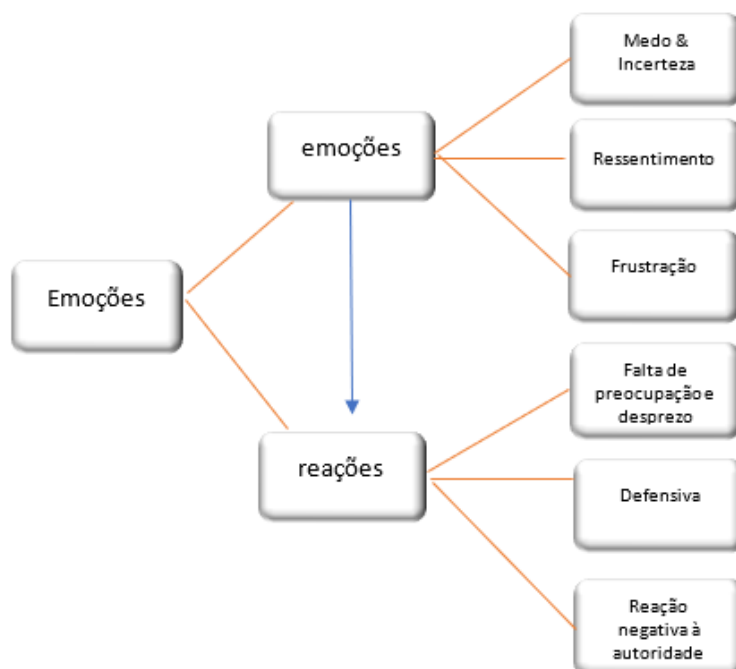 Medo &
Incerteza
emoções
Ressentimento
Frustração
Emoções
Falta de
preocupação e
desprezo
reações
Defensiva
Reação
negativa à
autoridade